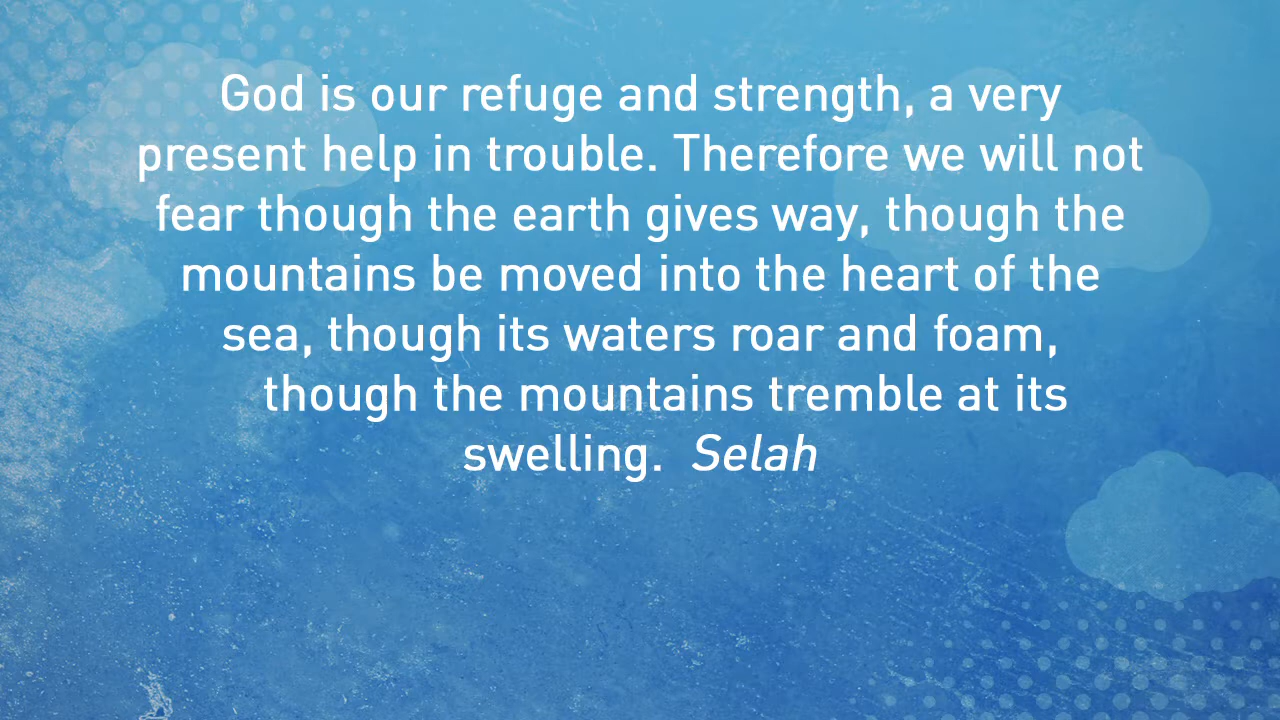 God is our refuge and strength, a very
present help in trouble. Therefore we will not
fear though the earth gives way, though the
mountains be moved into the heart of the
sea, though its waters roar and foam,
though the mountains tremble at its
swelling. Selah